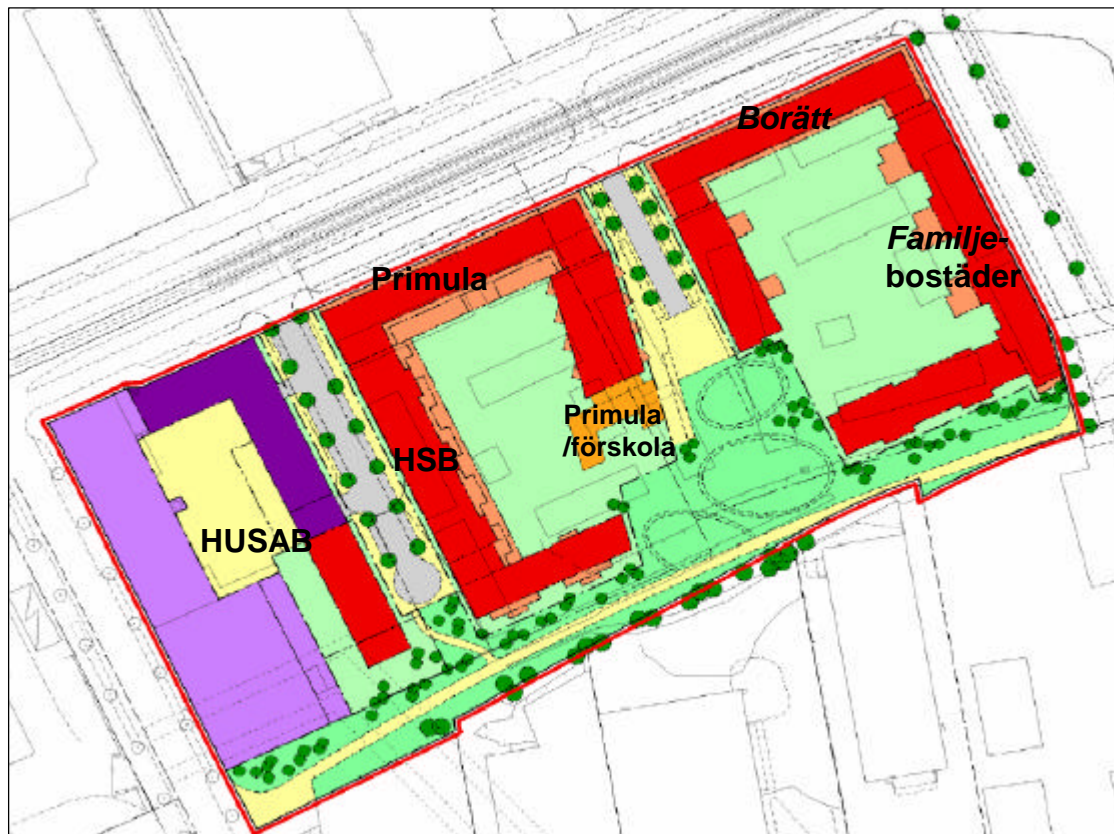 Borätt
Familje-
bostäder
Primula
Primula
/förskola
HSB
HUSAB